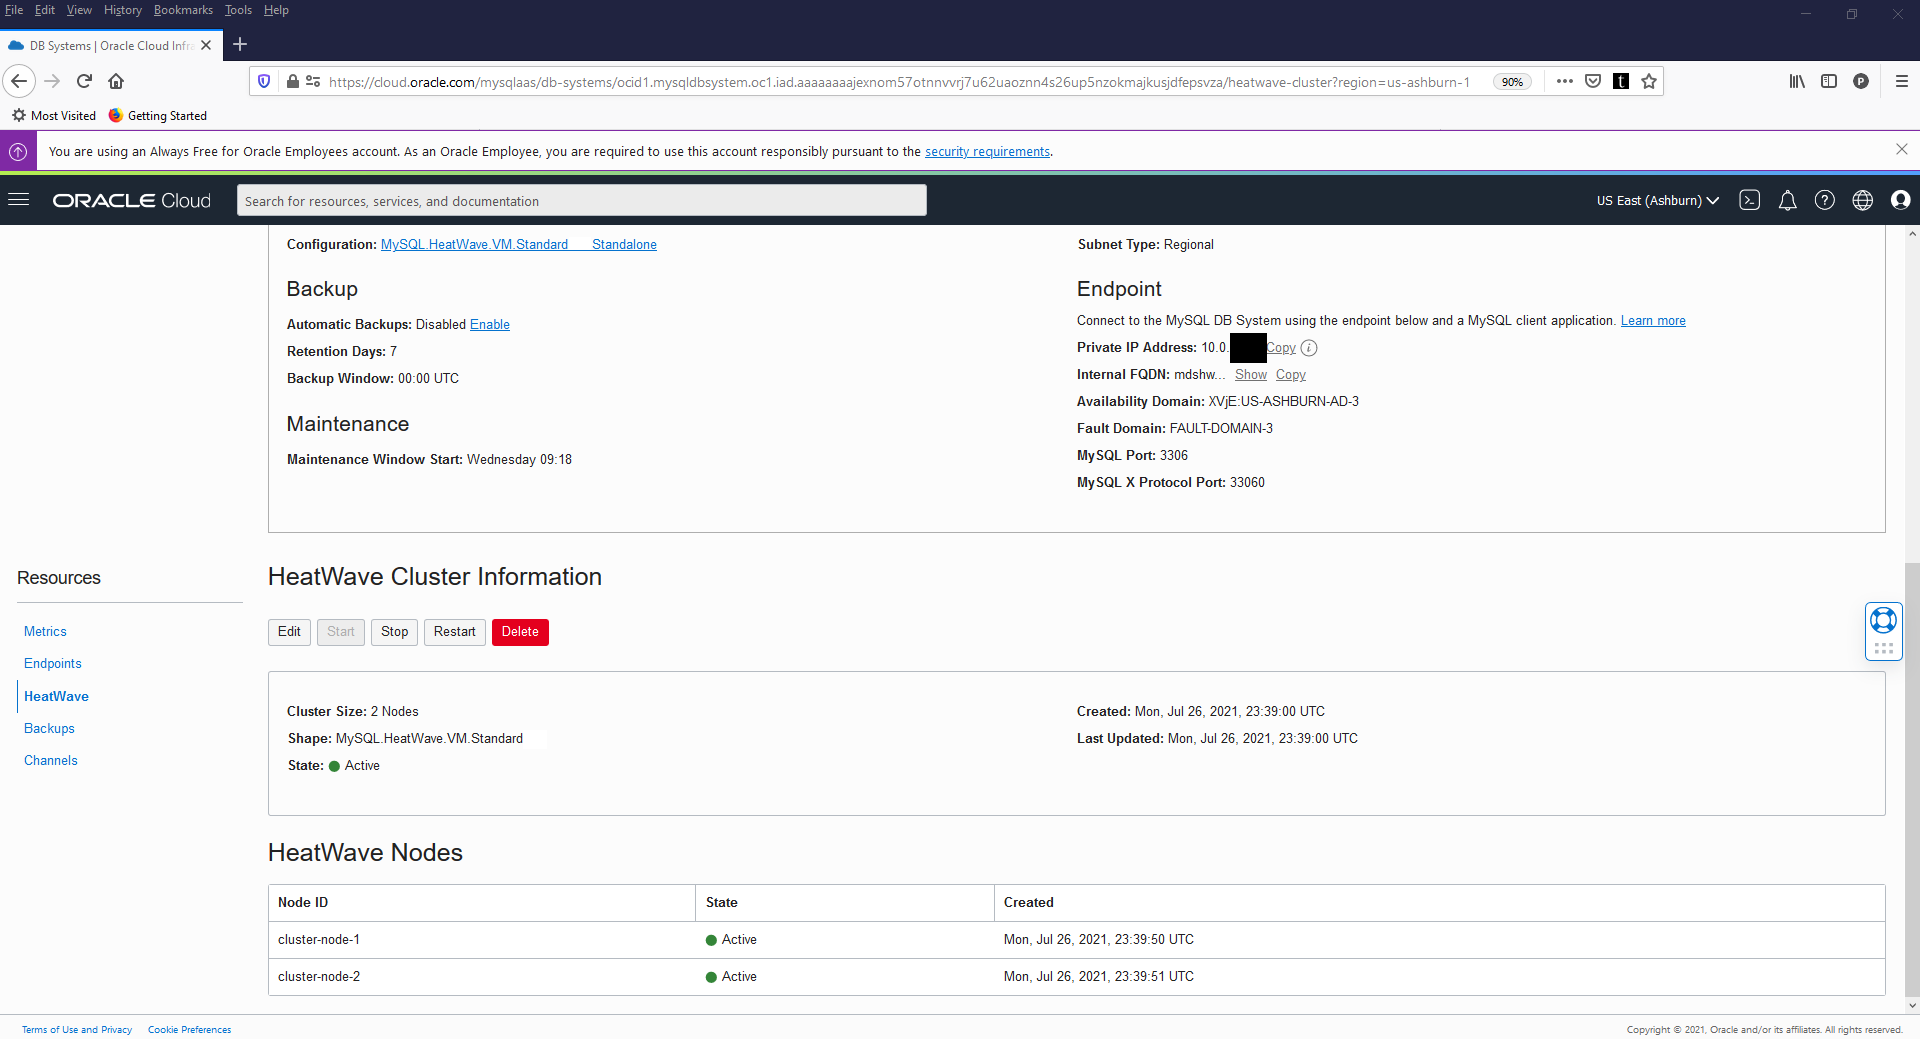 File Edit View History Bookmarks Tools Help
DB Systems | Oracle Cloud Infra
https://cloud.oracle.com/mysqlaas/db-systems/ocid1.mysqldbsystem.oc1.iad.aaaaaaaajexnom57otnnvvrj7u62uaoznn4s26up5nzokmajkusjdfepsvza/heatwave-cluster?region=us-ashburn-1 90% t P
Most Visited Getting Started
You are using an Always Free for Oracle Employees account. As an Oracle Employee, you are required to use this account responsibly pursuant to the security requirements.
ORACLE Cloud Search for resources, services, and documentation US East (Ashburn)
Configuration: MySQL.HeatWave.VM.Standard Standalone
Subnet Type: Regional
Backup
Automatic Backups: Disabled Enable
Retention Days: 7
Backup Window: 00:00 UTC
Maintenance
Maintenance Window Start: Wednesday 09:18
Endpoint
Connect to the MySQL DB System using the endpoint below and a MySQL client application. Learn more
Private IP Address: 10.0. Copy
Internal FQDN: mdshw... Show Copy
Availability Domain: XVjE:US-ASHBURN-AD-3
Fault Domain: FAULT-DOMAIN-3
MySQL Port: 3306
MySQL X Protocol Port: 33060
Resources
Metrics
Endpoints
HeatWave
Backups
Channels
HeatWave Cluster Information
Edit Start Stop Restart Delete
Cluster Size: 2 Nodes
Shape: MySQL.HeatWave.VM.Standard
State: Active
Created: Mon, Jul 26, 2021, 23:39:00 UTC
Last Updated: Mon, Jul 26, 2021, 23:39:00 UTC
HeatWave Nodes
Node ID State Created
cluster-node-1 Active Mon, Jul 26, 2021, 23:39:50 UTC
cluster-node-2 Active Mon, Jul 26, 2021, 23:39:51 UTC
Terms of Use and Privacy Cookie Preferences Copyright © 2021, Oracle and/or its affiliates. All rights reserved.